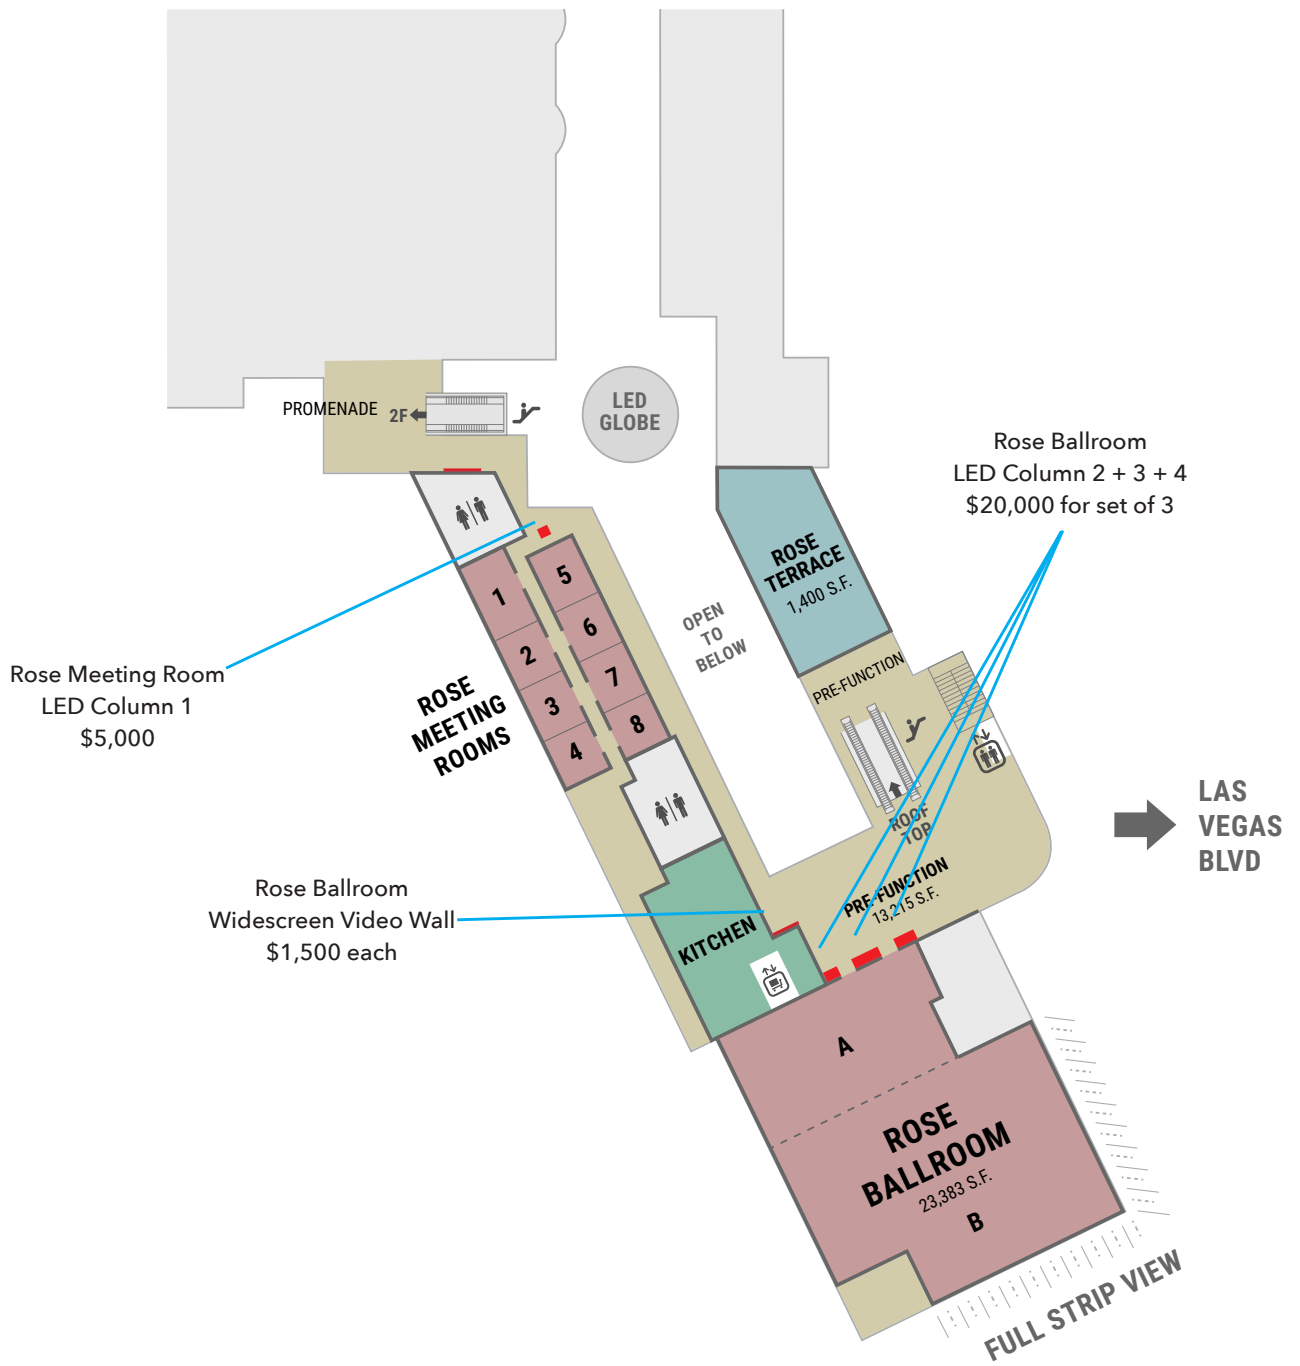 LED
GLOBE
PROMENADE
2F
Rose Ballroom
LED Column 2 + 3 + 4
$20,000 for set of 3
ROSE
TERRACE
1,400 S.F.
5
1
6
2
7
3
8
4
OPEN
TO
BELOW
PRE-FUNCTION
Rose Meeting Room
LED Column 1
$5,000
ROSE
MEETING
ROOMS
ROOF
TOP
LAS
VEGAS
BLVD
PRE-FUNCTION
13,215 S.F.
Rose Ballroom
Widescreen Video Wall
$1,500 each
KITCHEN
A
ROSE
BALLROOM
23,383 S.F.
B
FULL STRIP VIEW